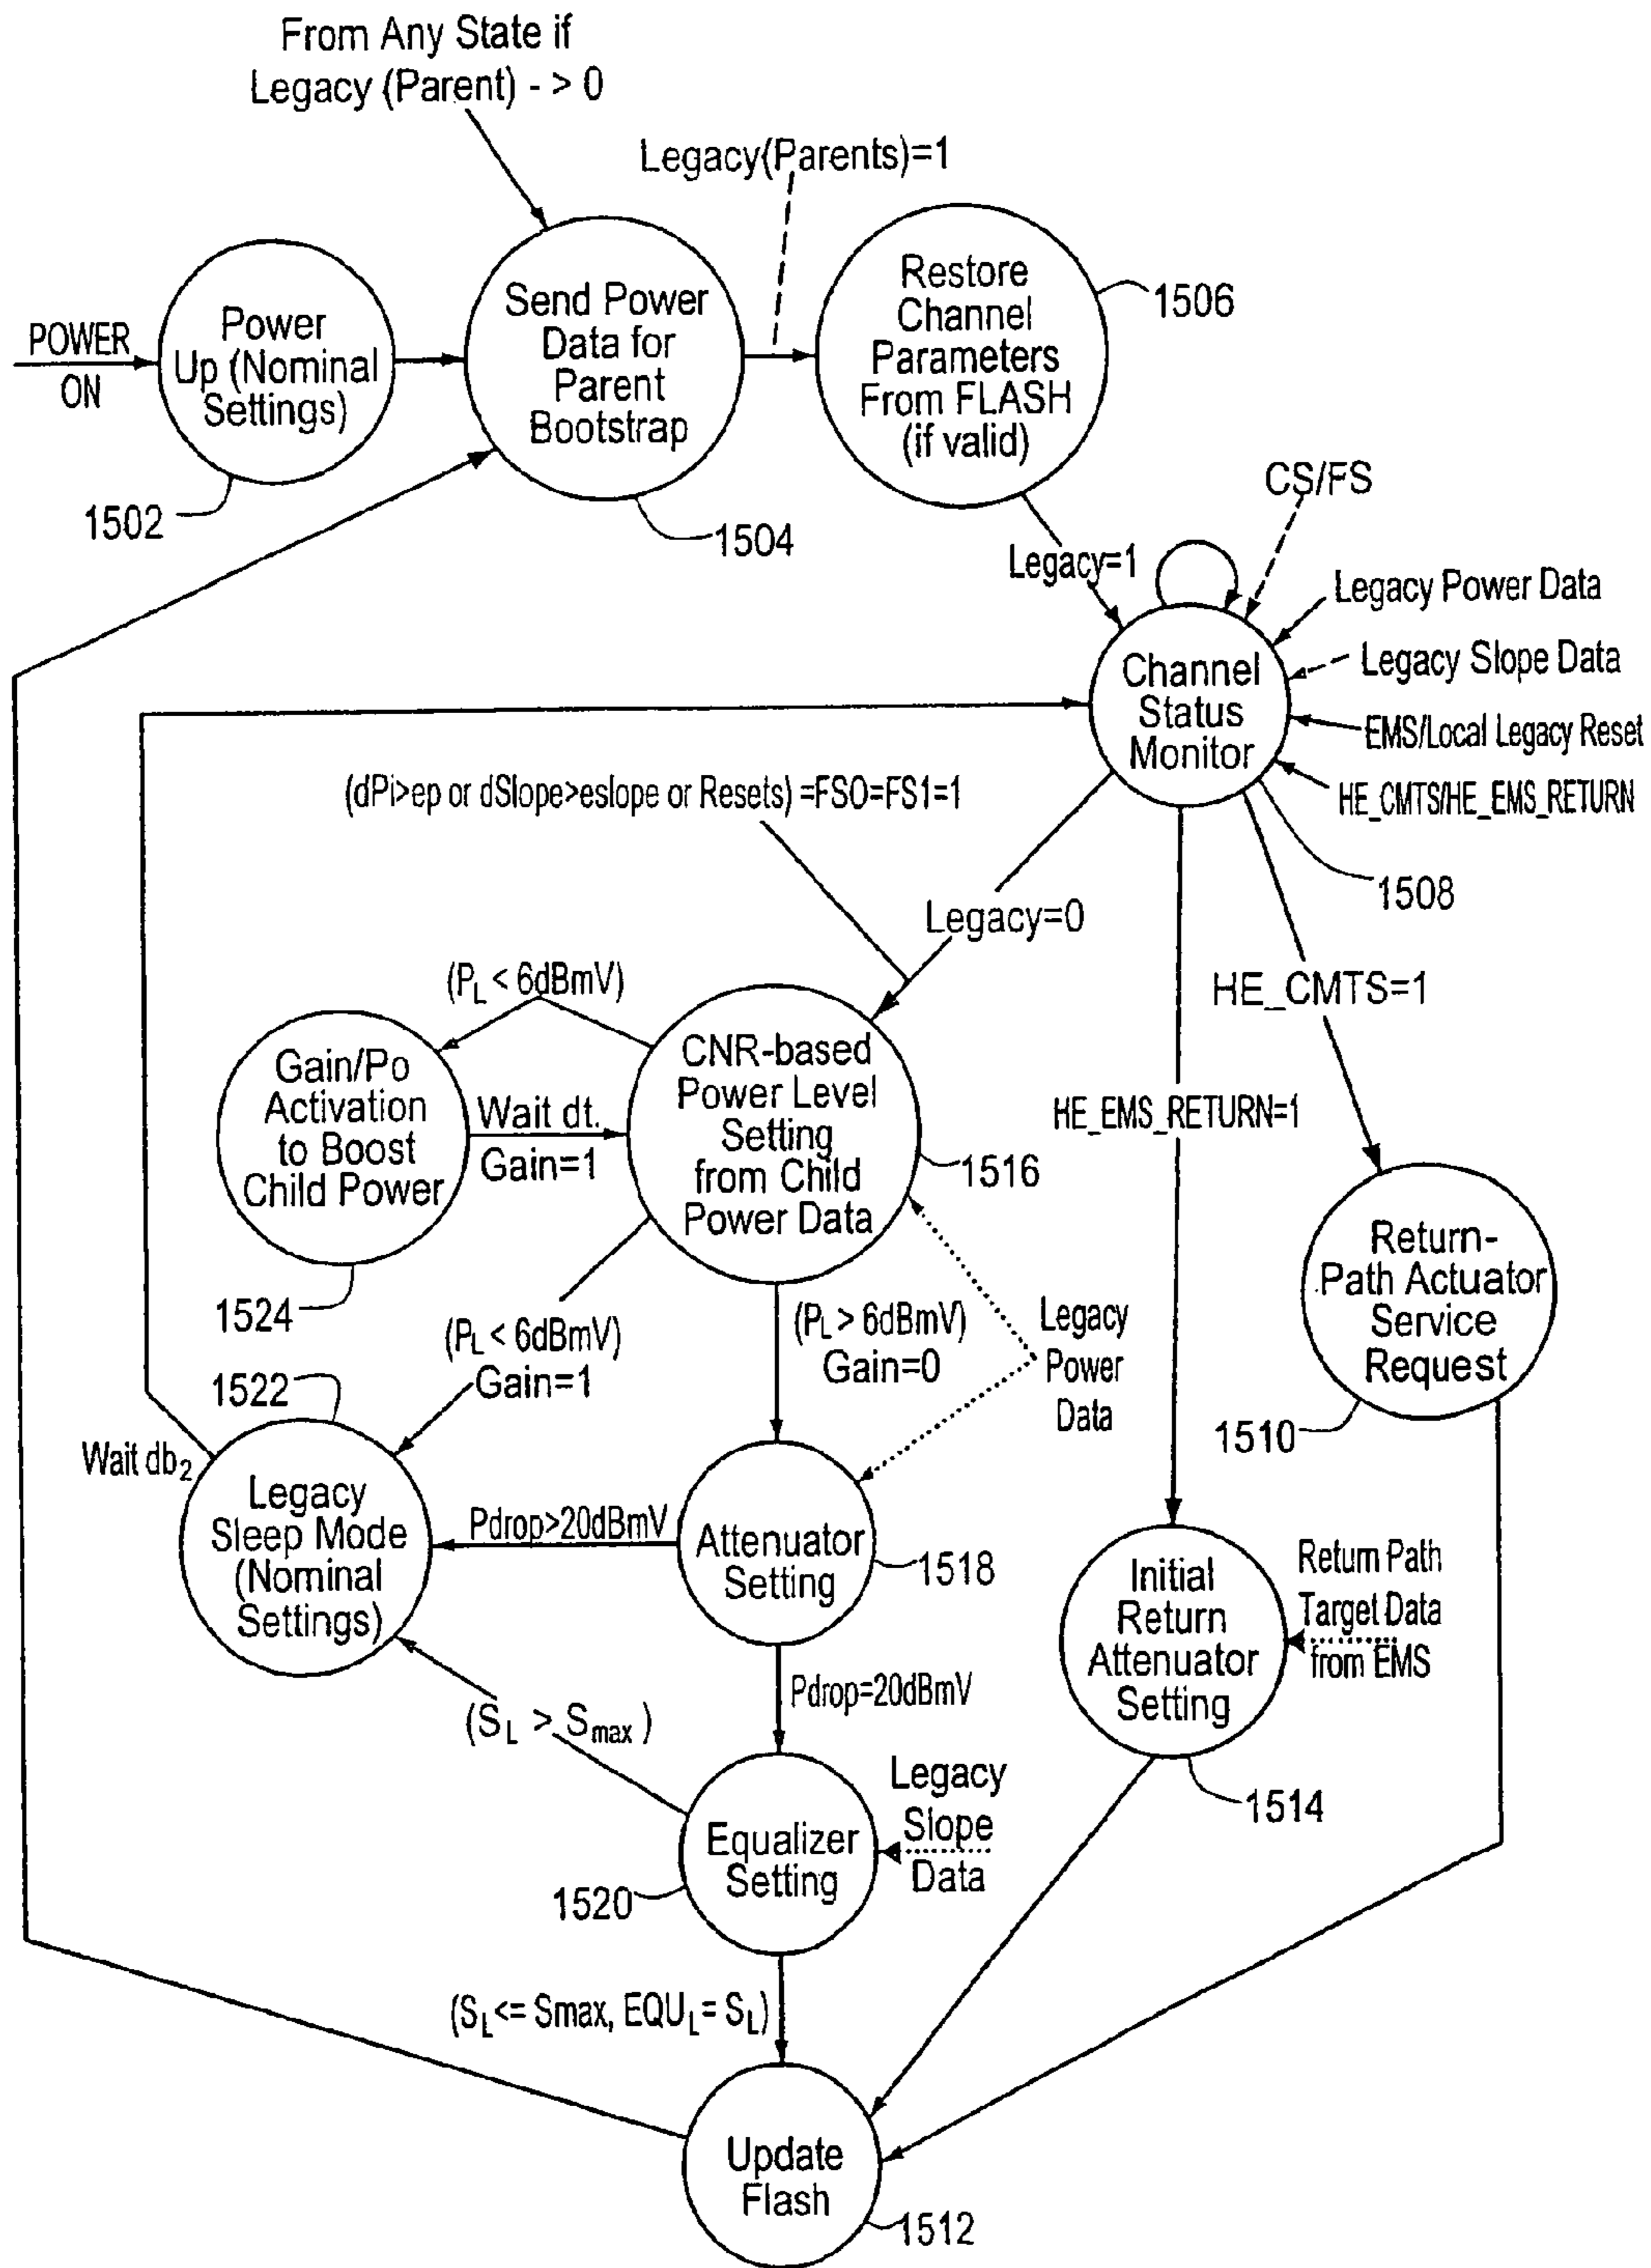 From Any State if
Legacy (Parent) - > 0
Legacy(Parents)=1
POWER
ON
Power
Up (Nominal
Settings)
1502
Send Power
Data for
Parent
Bootstrap
1504
Restore
Channel
Parameters
From FLASH
(if valid)
1506
CS/FS
Legacy=1
Legacy Power Data
Legacy Slope Data
EMS/Local Legacy Reset
HE_CMTS/HE_EMS_RETURN
Channel
Status
Monitor
1508
(dPi>ep or dSlope>eslope or Resets) =FS0=FS1=1
Legacy=0
HE_CMTS=1
HE_EMS_RETURN=1
(PL < 6dBmV)
Gain/Po
Activation
to Boost
Child Power
1524
Wait dt.
Gain=1
CNR-based
Power Level
Setting
from Child
Power Data
1516
Return-
Path Actuator
Service
Request
1510
(PL < 6dBmV)
Gain=1
(PL > 6dBmV)
Gain=0
Legacy
Power
Data
1522
Wait db2
Legacy
Sleep Mode
(Nominal
Settings)
Pdrop>20dBmV
Attenuator
Setting
1518
Initial
Return
Attenuator
Setting
1514
Return Path
Target Data
from EMS
Pdrop=20dBmV
(SL > Smax )
Equalizer
Setting
1520
Legacy
Slope
Data
(SL<= Smax, EQUL= SL)
Update
Flash
1512